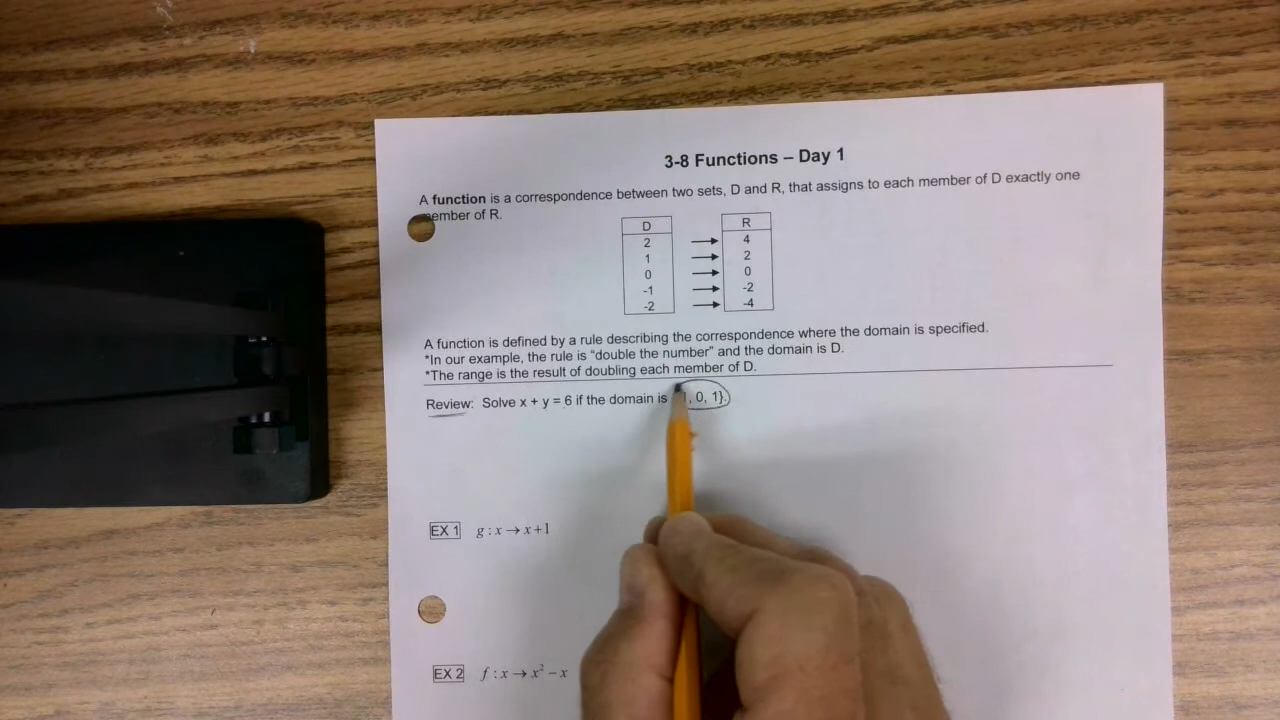 3-8 Functions – Day 1
A function is a correspondence between two sets, D and R, that assigns to each member of D exactly one
ember of R.
D R
2 4
1 2
0 0
-1 -2
-2 -4
A function is defined by a rule describing the correspondence where the domain is specified.
*In our example, the rule is “double the number” and the domain is D.
*The range is the result of doubling each member of D.
Review: Solve x + y = 6 if the domain is , 0, 1}.
EX 1 g : x → x + 1
EX 2 f : x → x² − x